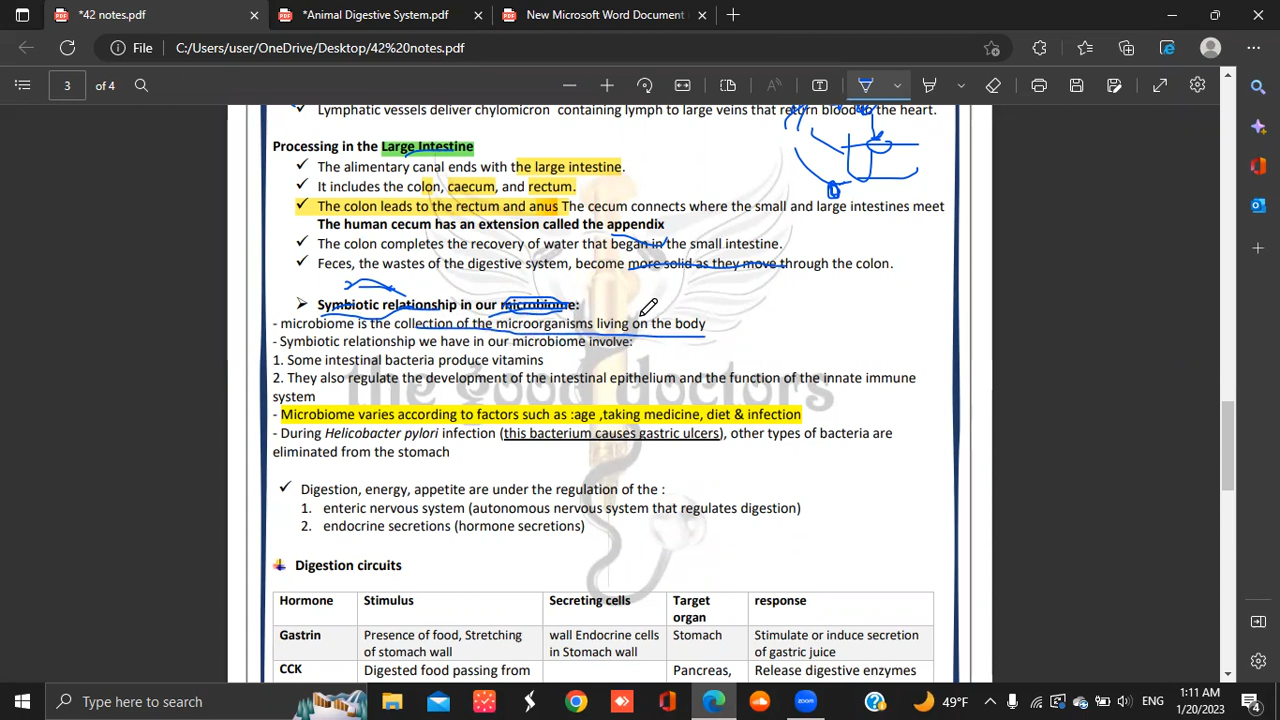 *42 notes.pdf
*Animal Digestive System.pdf
New Microsoft Word Document
File
C:/Users/user/OneDrive/Desktop/42%20notes.pdf
3 of 4
Lymphatic vessels deliver chylomicron containing lymph to large veins that return blood to the heart.
Processing in the Large Intestine
✓ The alimentary canal ends with the large intestine.
✓ It includes the colon, caecum, and rectum.
✓ The colon leads to the rectum and anus The cecum connects where the small and large intestines meet
The human cecum has an extension called the appendix
✓ The colon completes the recovery of water that began in the small intestine.
✓ Feces, the wastes of the digestive system, become more solid as they move through the colon.
➢ Symbiotic relationship in our microbiome:
- microbiome is the collection of the microorganisms living on the body
- Symbiotic relationship we have in our microbiome involve:
1. Some intestinal bacteria produce vitamins
2. They also regulate the development of the intestinal epithelium and the function of the innate immune
system
- Microbiome varies according to factors such as :age ,taking medicine, diet & infection
- During Helicobacter pylori infection (this bacterium causes gastric ulcers), other types of bacteria are
eliminated from the stomach
the good doctors
✓ Digestion, energy, appetite are under the regulation of the :
1. enteric nervous system (autonomous nervous system that regulates digestion)
2. endocrine secretions (hormone secretions)
Digestion circuits
Hormone Stimulus Secreting cells Target organ response
Gastrin Presence of food, Stretching of stomach wall wall Endocrine cells in Stomach wall Stomach Stimulate or induce secretion of gastric juice
CCK Digested food passing from Pancreas, Release digestive enzymes
Type here to search
49°F
ENG
1:11 AM
1/20/2023
4